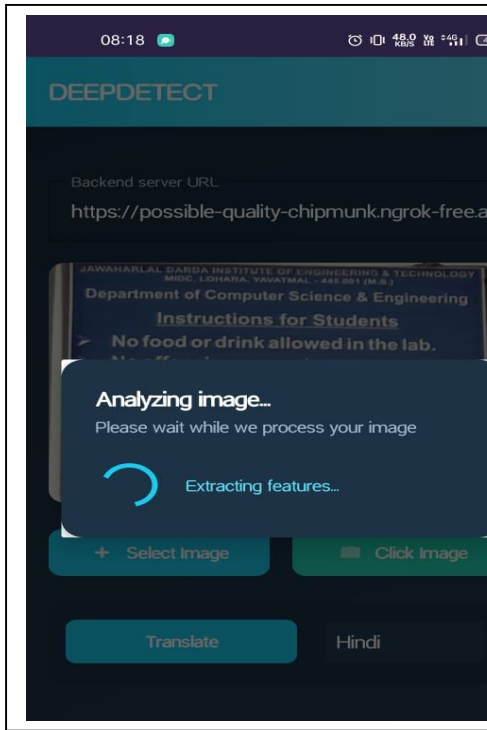 08:18 48.0 KB/S Vo LTE 4G
DEEPDETECT
Backend server URL
https://possible-quality-chipmunk.ngrok-free.a
JAWAHARLAL DARDA INSTITUTE OF ENGINEERING & TECHNOLOGY
MIDC. LOHARA, YAVATMAL - 445 001 (M.S.)
Department of Computer Science & Engineering
Instructions for Students
➢ No food or drink allowed in the lab.
Analyzing image...
Please wait while we process your image
Extracting features...
+ Select Image Click Image
Translate Hindi